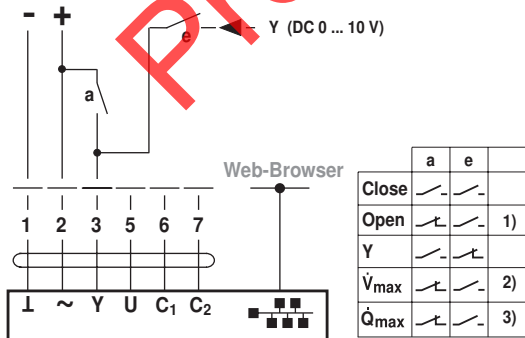 - +
Y (DC 0 ... 10 V)
e
a
Web-Browser
1 2 3 5 6 7
⊥ ~ Y U C1 C2
a e
Close
Open 1)
Y
V̇max 2)
Q̇max 3)